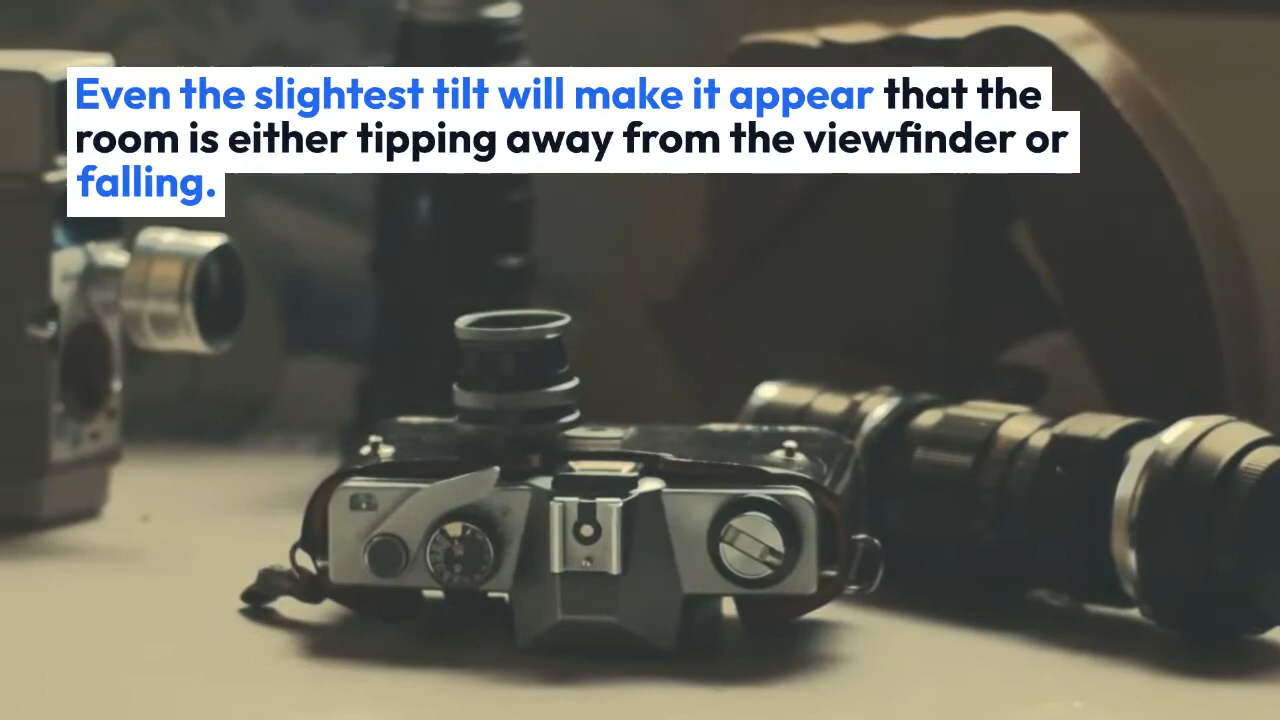 Even the slightest tilt will make it appear that the
room is either tipping away from the viewfinder or
falling.